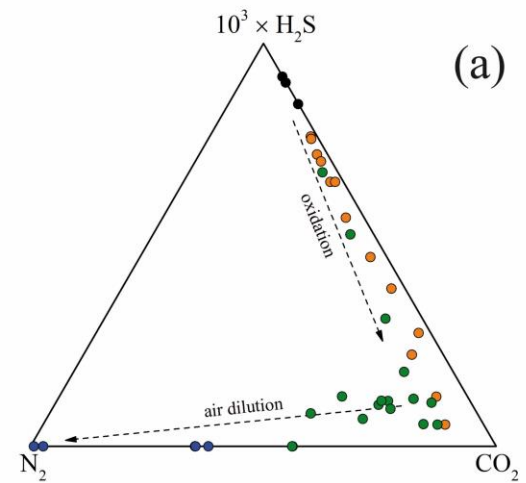 10³ × H₂S
(a)
oxidation
air dilution
N₂
CO₂